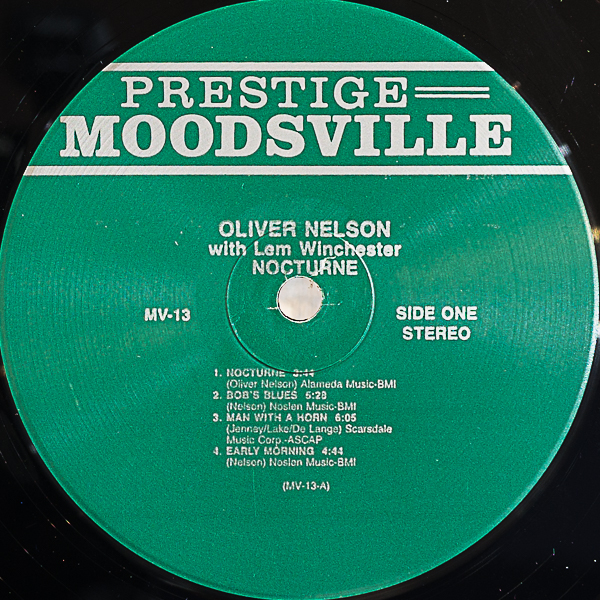 PRESTIGE
MOODSVILLE
OLIVER NELSON
with Lem Winchester
NOCTURNE
MV-13
SIDE ONE
STEREO
1. NOCTURNE 3:44
(Oliver Nelson) Alameda Music-BMI
2. BOB'S BLUES 5:28
(Nelson) Noslen Music-BMI
3. MAN WITH A HORN 6:05
(Jenney/Lake/De Lange) Scarsdale
Music Corp.-ASCAP
4. EARLY MORNING 4:44
(Nelson) Noslen Music-BMI
(MV-13-A)